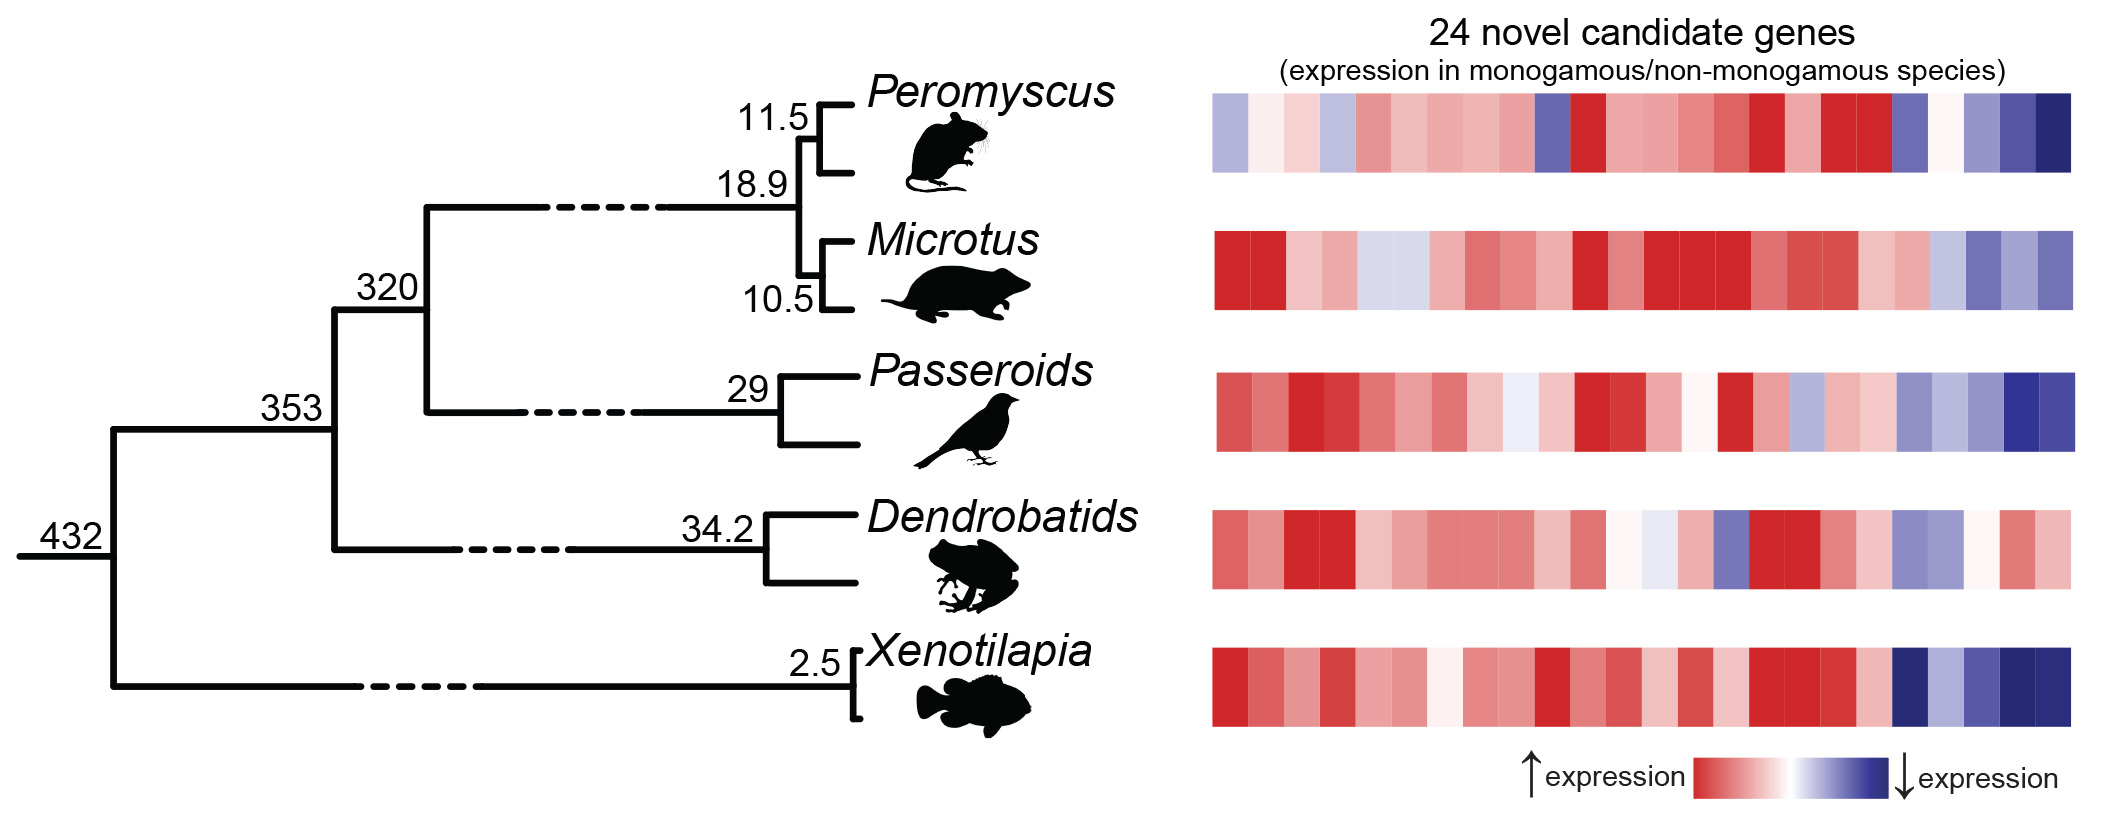 24 novel candidate genes
(expression in monogamous/non-monogamous species)
Peromyscus
11.5
18.9
Microtus
10.5
320
Passeroids
29
353
Dendrobatids
34.2
432
Xenotilapia
2.5
↑ expression
↓ expression